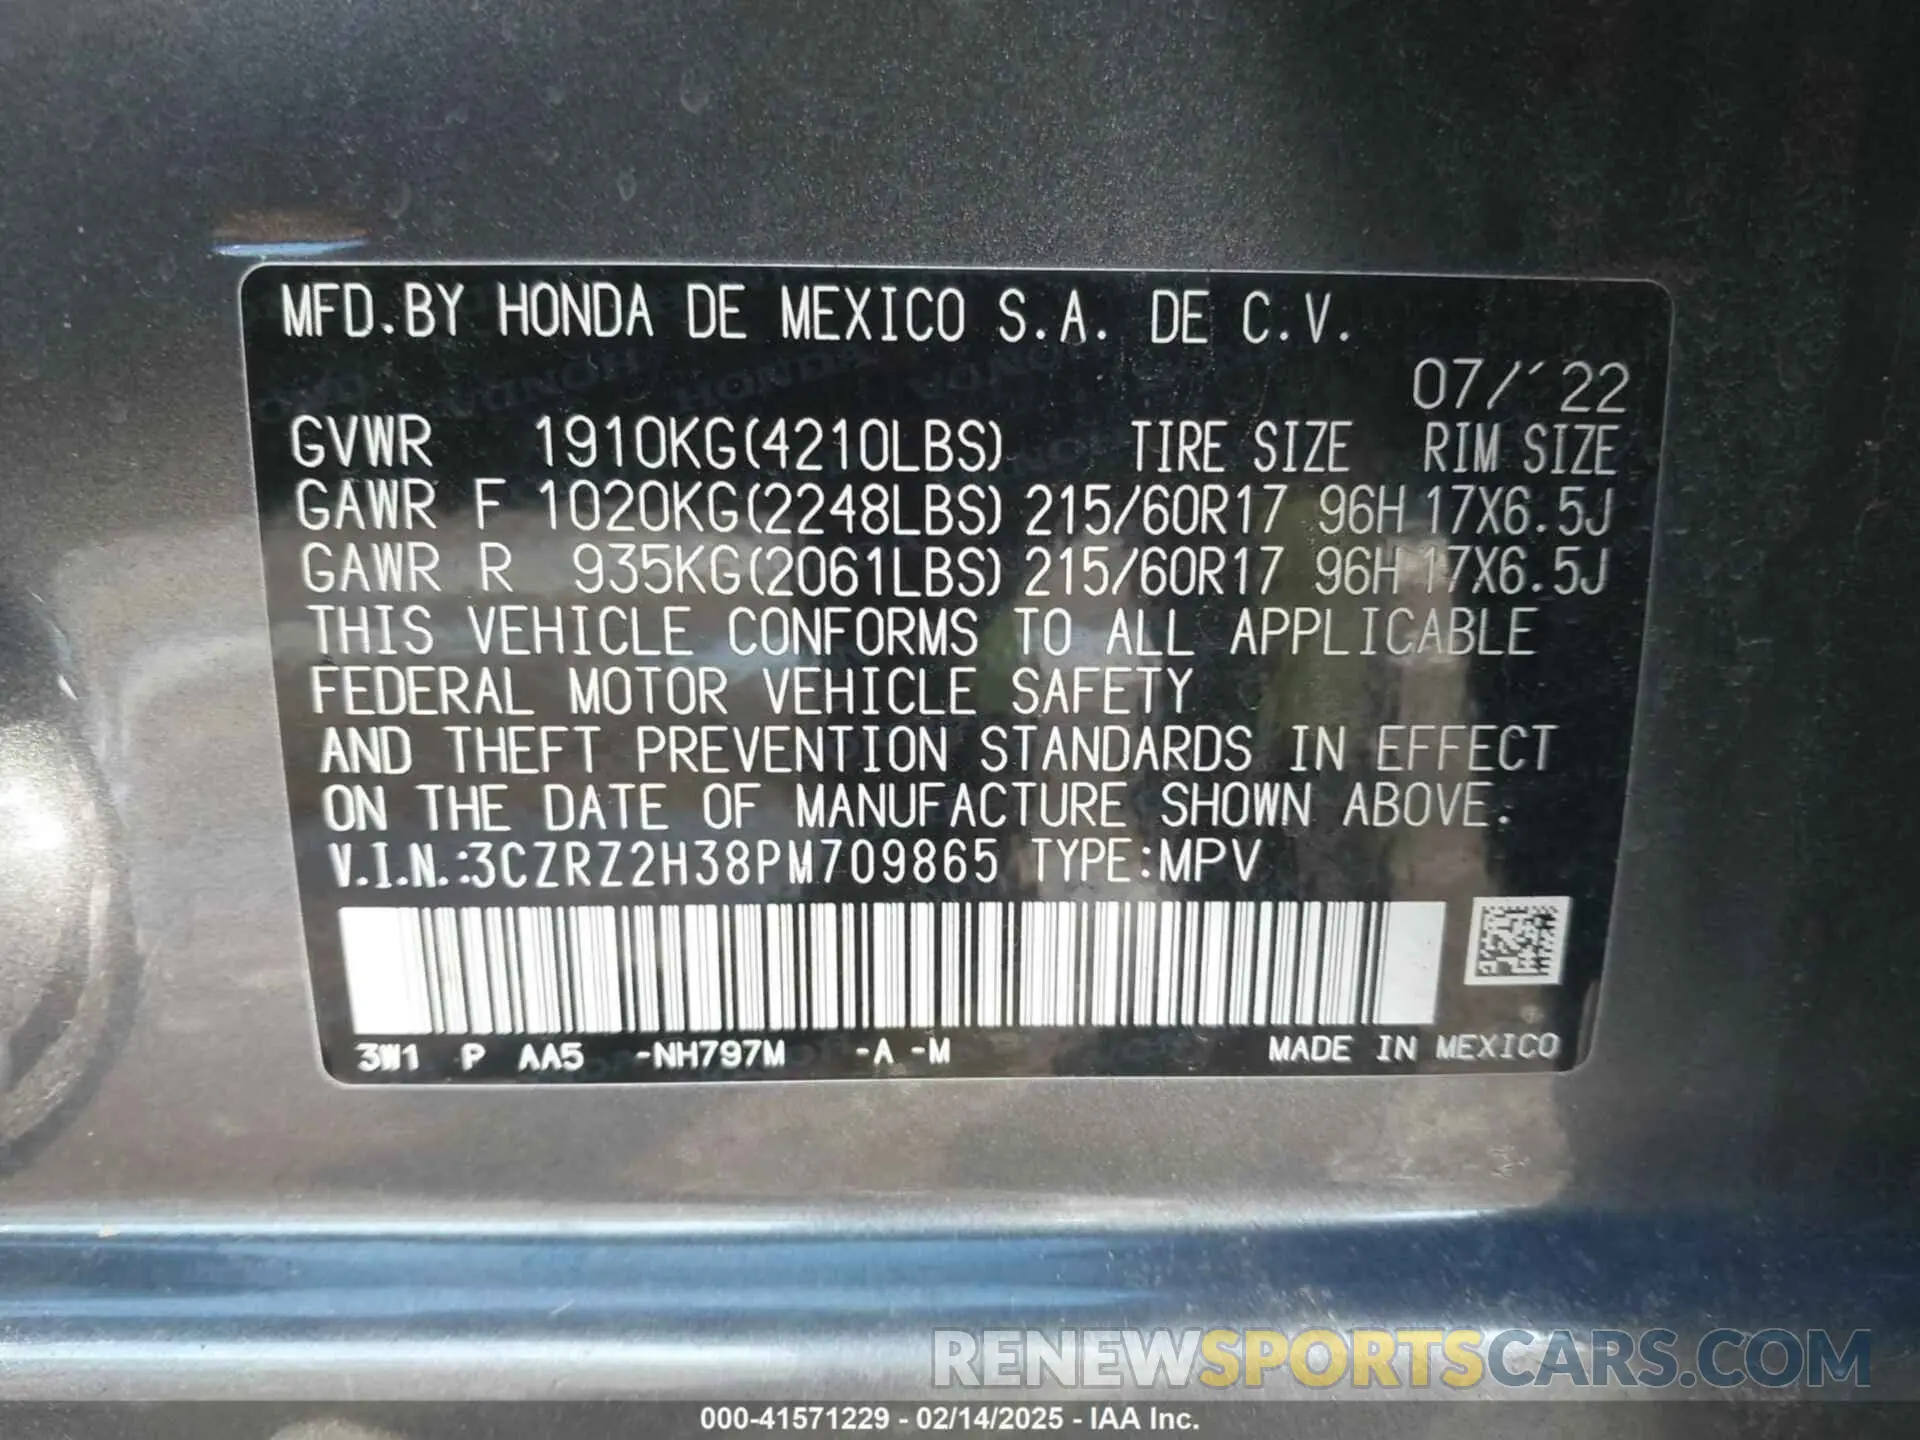 MFD.BY HONDA DE MEXICO S.A. DE C.V.
07/´22
GVWR 1910KG(4210LBS) TIRE SIZE RIM SIZE
GAWR F 1020KG(2248LBS) 215/60R17 96H 17X6.5J
GAWR R 935KG(2061LBS) 215/60R17 96H 17X6.5J
THIS VEHICLE CONFORMS TO ALL APPLICABLE
FEDERAL MOTOR VEHICLE SAFETY
AND THEFT PREVENTION STANDARDS IN EFFECT
ON THE DATE OF MANUFACTURE SHOWN ABOVE.
V.I.N.:3CZRZ2H38PM709865 TYPE:MPV
3W1 P AA5 -NH797M -A -M MADE IN MEXICO
RENEWSPORTSCARS.COM
000-41571229 - 02/14/2025 - IAA Inc.